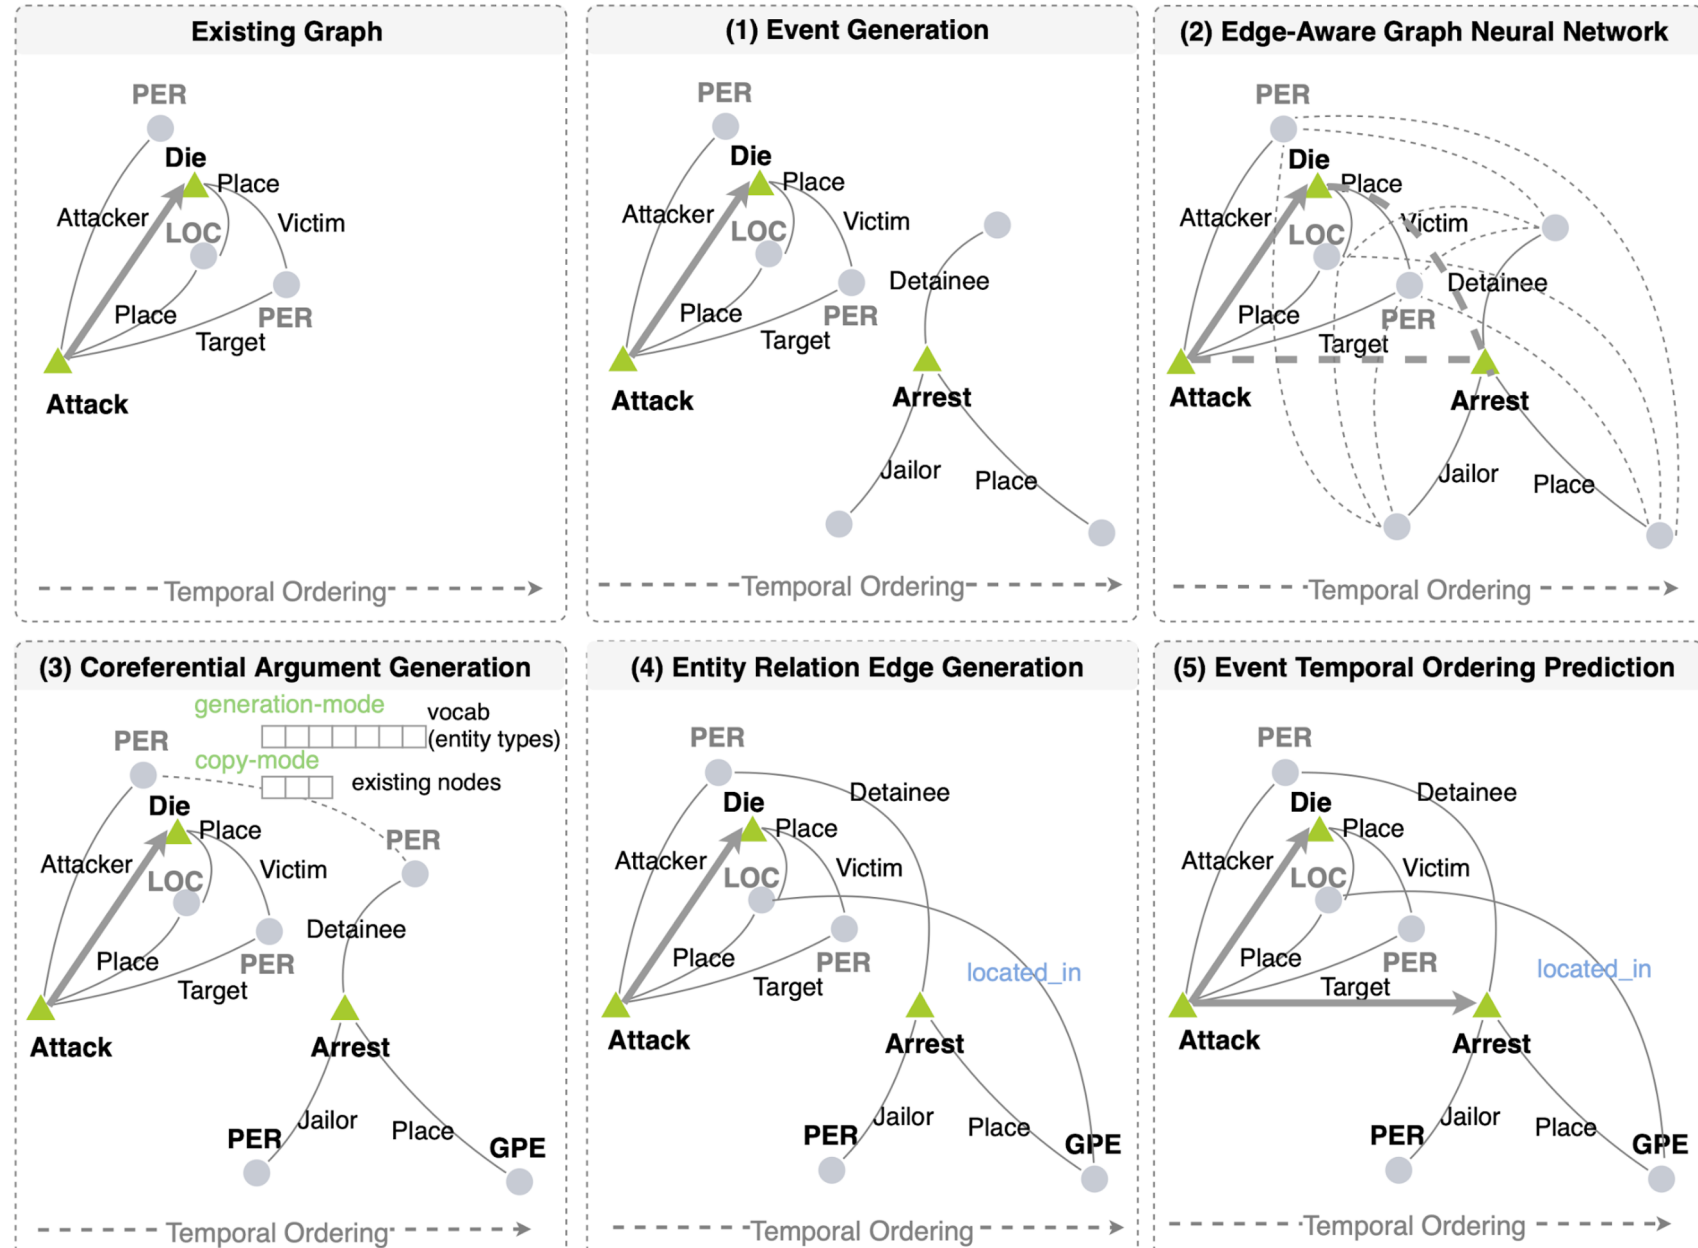 Existing Graph
PER
Die
Place
Attacker
Victim
LOC
Place
PER
Target
Attack
Temporal Ordering
(1) Event Generation
PER
Die
Place
Attacker
Victim
LOC
Detainee
Place
PER
Target
Attack
Arrest
Jailor
Place
Temporal Ordering
(2) Edge-Aware Graph Neural Network
PER
Die
Place
Attacker
Victim
LOC
Detainee
Place
PER
Target
Attack
Arrest
Jailor
Place
Temporal Ordering
(3) Coreferential Argument Generation
generation-mode
vocab
(entity types)
copy-mode
existing nodes
PER
Die
Place
PER
Attacker
Victim
LOC
Detainee
Place
PER
Target
Attack
Arrest
Jailor
Place
PER
GPE
Temporal Ordering
(4) Entity Relation Edge Generation
PER
Detainee
Die
Place
Attacker
Victim
LOC
Place
PER
located_in
Target
Attack
Arrest
Jailor
Place
PER
GPE
Temporal Ordering
(5) Event Temporal Ordering Prediction
PER
Detainee
Die
Place
Attacker
Victim
LOC
Place
PER
located_in
Target
Attack
Arrest
Jailor
Place
PER
GPE
Temporal Ordering